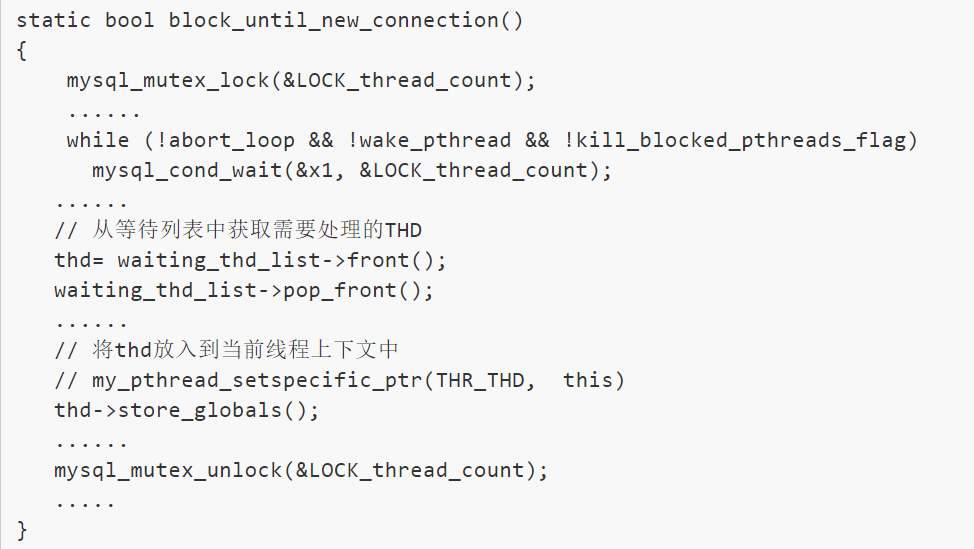 static bool block_until_new_connection()
{
    mysql_mutex_lock(&LOCK_thread_count);
    ......
    while (!abort_loop && !wake_pthread && !kill_blocked_pthreads_flag)
      mysql_cond_wait(&x1, &LOCK_thread_count);
   ......
   // 从等待列表中获取需要处理的THD
   thd= waiting_thd_list->front();
   waiting_thd_list->pop_front();
   ......
   // 将thd放入到当前线程上下文中
   // my_pthread_setspecific_ptr(THR_THD,  this)
   thd->store_globals();
   ......
   mysql_mutex_unlock(&LOCK_thread_count);
   .....
}